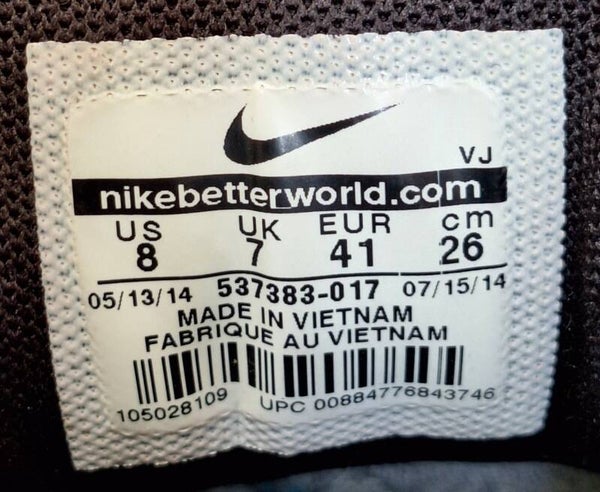 VJ
nikebetterworld.com
US UK EUR cm
8 7 41 26
05/13/14 537383-017 07/15/14
MADE IN VIETNAM
FABRIQUE AU VIETNAM
105028109 UPC 00884776843746